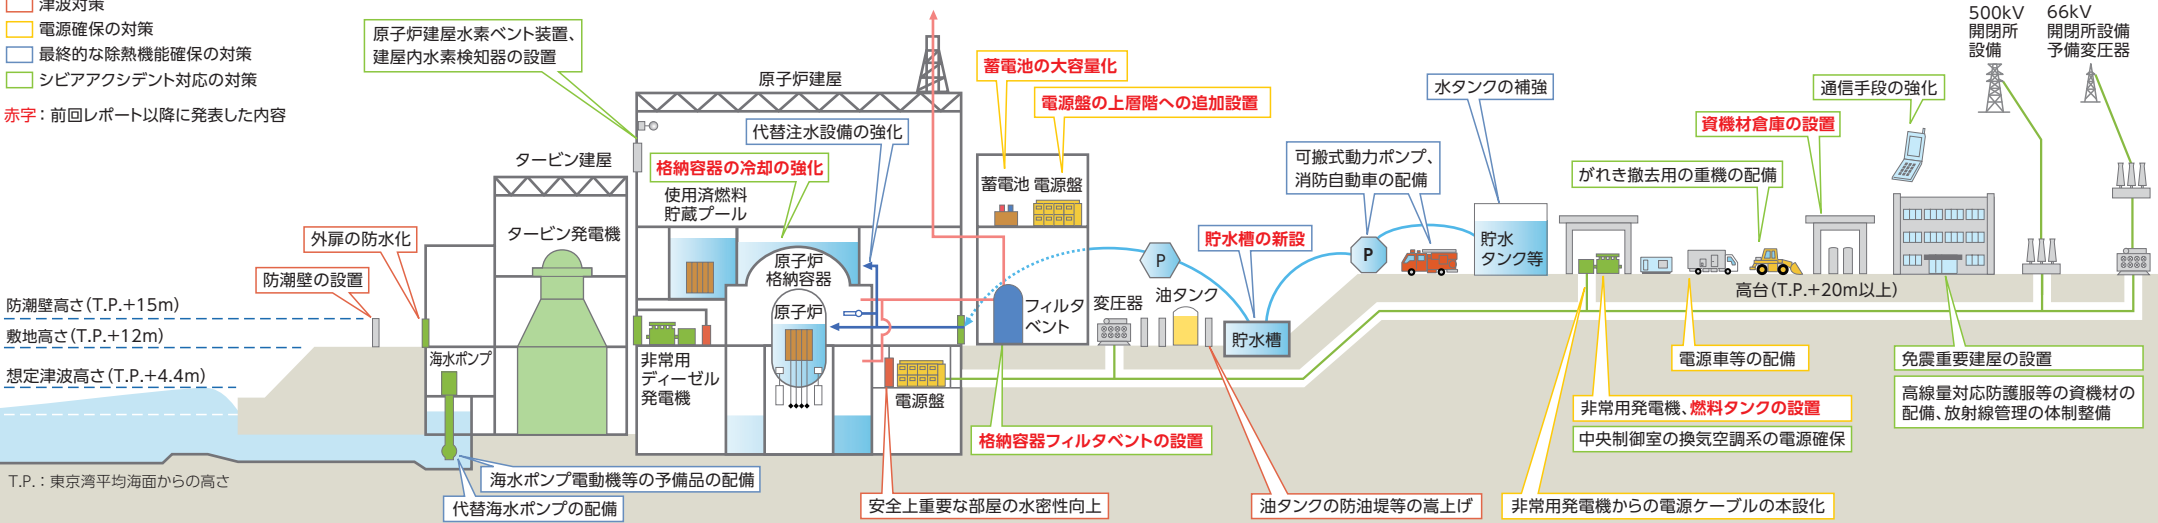 津波対策
電源確保の対策
最終的な除熱機能確保の対策
シビアアクシデント対応の対策
赤字：前回レポート以降に発表した内容
原子炉建屋水素ベント装置、
建屋内水素検知器の設置
原子炉建屋
タービン建屋
代替注水設備の強化
格納容器の冷却の強化
使用済燃料
貯蔵プール
タービン発電機
外扉の防水化
防潮壁の設置
防潮壁高さ（T.P.+15m）
敷地高さ（T.P.+12m）
想定津波高さ（T.P.+4.4m）
T.P.：東京湾平均海面からの高さ
海水ポンプ
海水ポンプ電動機等の予備品の配備
代替海水ポンプの配備
原子炉
格納容器
原子炉
非常用
ディーゼル
発電機
電源盤
安全上重要な部屋の水密性向上
蓄電池の大容量化
電源盤の上層階への追加設置
蓄電池
電源盤
フィルタ
ベント
格納容器フィルタベントの設置
変圧器
油タンク
油タンクの防油堤等の嵩上げ
P
貯水槽の新設
貯水槽
可搬式動力ポンプ、
消防自動車の配備
P
水タンクの補強
貯水
タンク等
がれき撤去用の重機の配備
資機材倉庫の設置
通信手段の強化
500kV
開閉所
設備
66kV
開閉所設備
予備変圧器
高台（T.P.+20m以上）
電源車等の配備
非常用発電機、燃料タンクの設置
中央制御室の換気空調系の電源確保
非常用発電機からの電源ケーブルの本設化
免震重要建屋の設置
高線量対応防護服等の資機材の
配備、放射線管理の体制整備